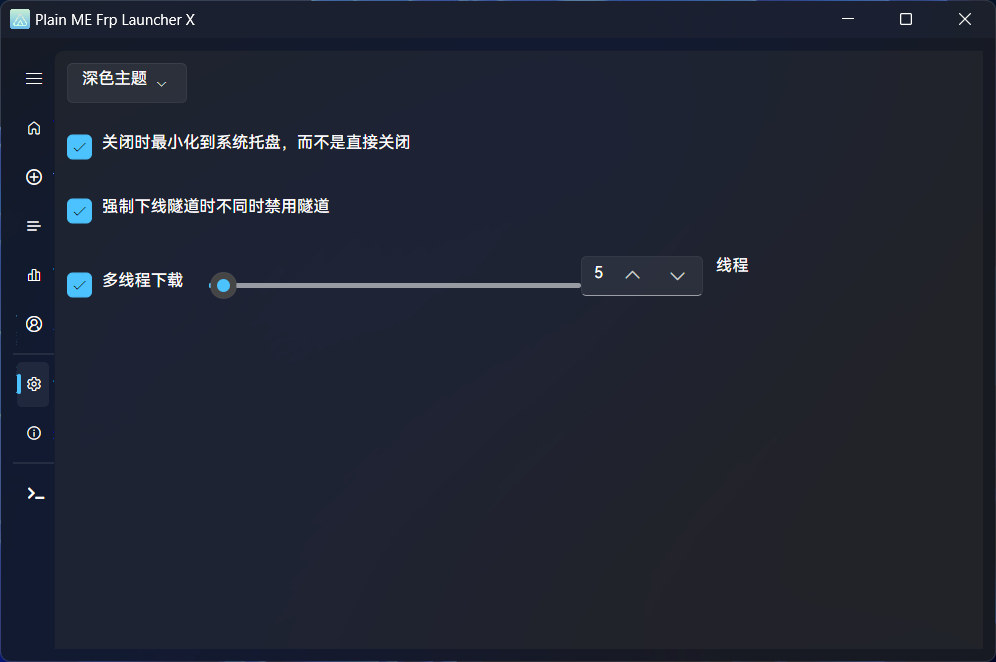 Plain ME Frp Launcher X
深色主题
关闭时最小化到系统托盘，而不是直接关闭
强制下线隧道时不同时禁用隧道
多线程下载 5 线程